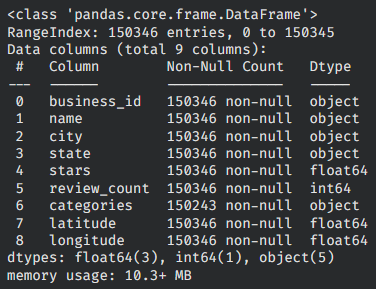 <class 'pandas.core.frame.DataFrame'>
RangeIndex: 150346 entries, 0 to 150345
Data columns (total 9 columns):
 #   Column        Non-Null Count   Dtype
---  ------        --------------   -----
 0   business_id   150346 non-null  object
 1   name          150346 non-null  object
 2   city          150346 non-null  object
 3   state         150346 non-null  object
 4   stars         150346 non-null  float64
 5   review_count  150346 non-null  int64
 6   categories    150243 non-null  object
 7   latitude      150346 non-null  float64
 8   longitude     150346 non-null  float64
dtypes: float64(3), int64(1), object(5)
memory usage: 10.3+ MB